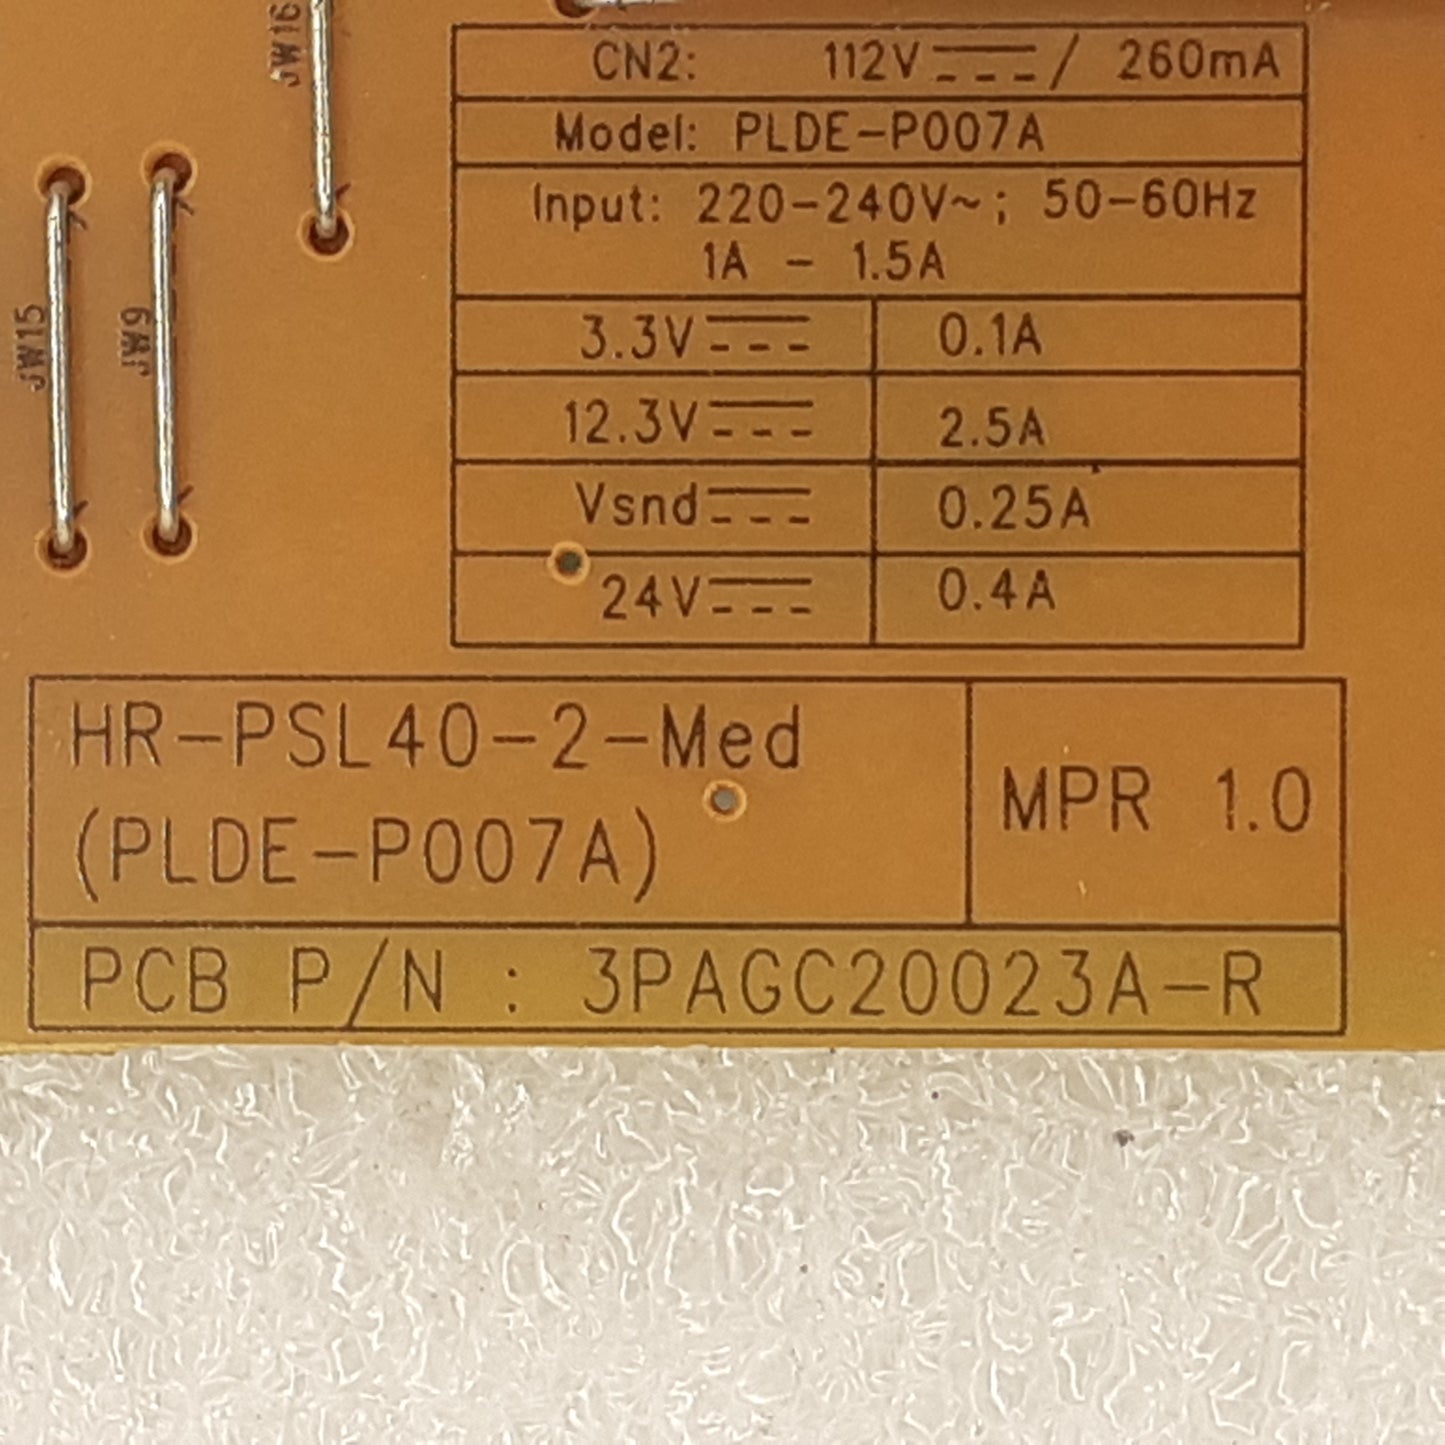 JW16
CN2: 112V⎓/ 260mA
Model: PLDE-P007A
Input: 220-240V~; 50-60Hz
1A - 1.5A
JW15
JW9
3.3V⎓ 0.1A
12.3V⎓ 2.5A
Vsnd⎓ 0.25A
24V⎓ 0.4A
HR-PSL40-2-Med
(PLDE-P007A)
MPR 1.0
PCB P/N : 3PAGC20023A-R